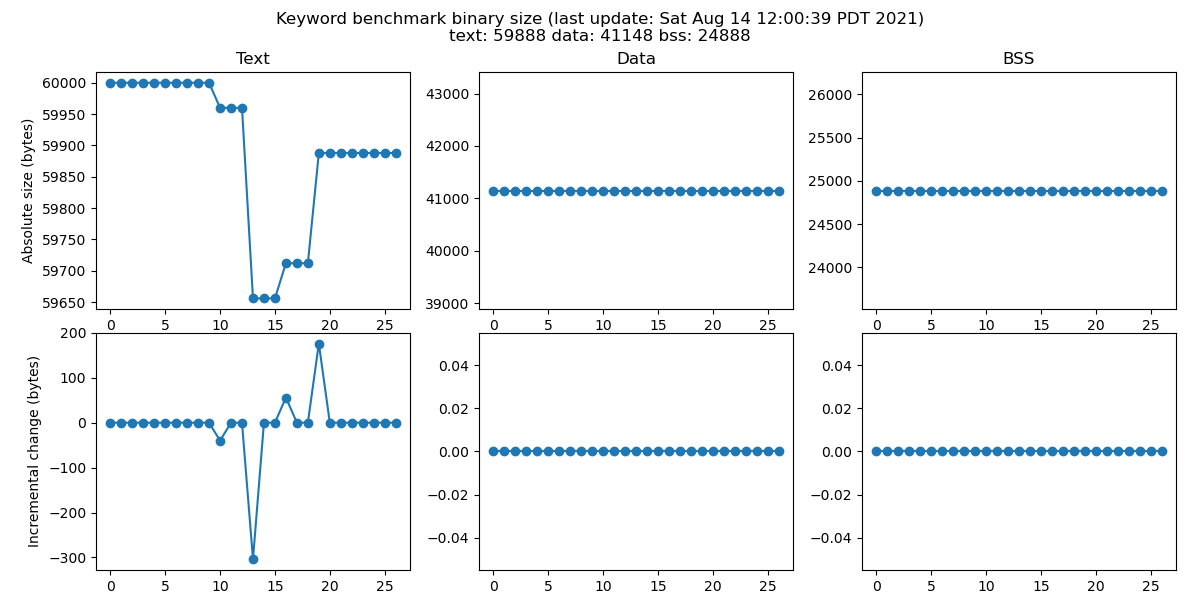 Keyword benchmark binary size (last update: Sat Aug 14 12:00:39 PDT 2021)
text: 59888 data: 41148 bss: 24888
Text
Absolute size (bytes)
60000
59950
59900
59850
59800
59750
59700
59650
0 5 10 15 20 25
Data
43000
42000
41000
40000
39000
0 5 10 15 20 25
BSS
26000
25500
25000
24500
24000
0 5 10 15 20 25
Incremental change (bytes)
200
100
0
−100
−200
−300
0 5 10 15 20 25
0.04
0.02
0.00
−0.02
−0.04
0 5 10 15 20 25
0.04
0.02
0.00
−0.02
−0.04
0 5 10 15 20 25